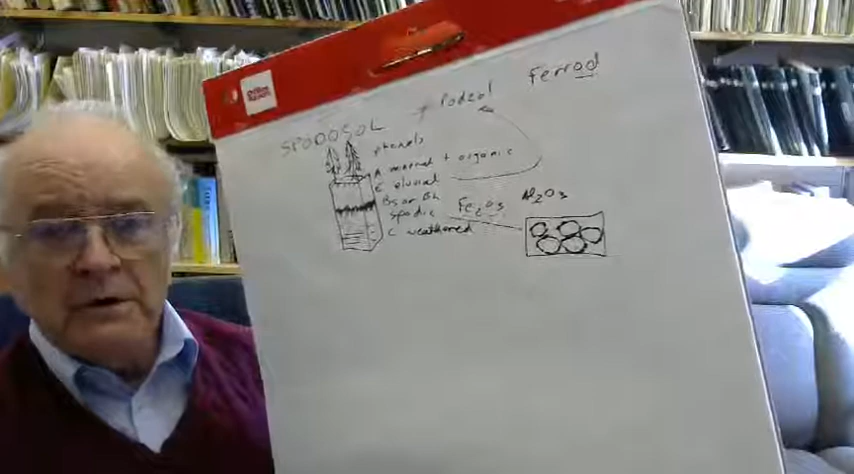 SPODOSOL
Podzol
Ferrod
phenols
A mineral + organic
E eluvial
Bs or Bh
spodic
C weathered
Fe2O3
Al2O3